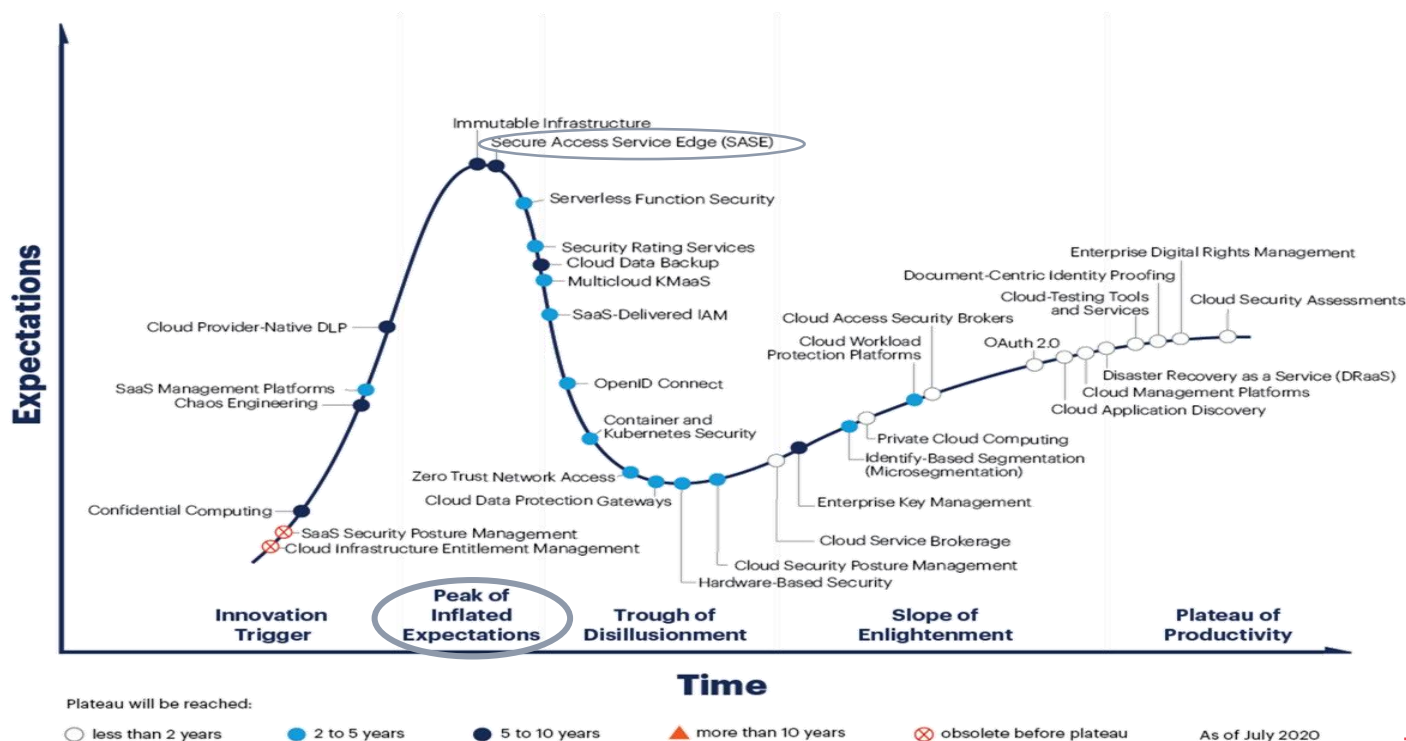 Immutable Infrastructure
Secure Access Service Edge (SASE)
Serverless Function Security
Security Rating Services
Cloud Data Backup
Multicloud KMaaS
SaaS-Delivered IAM
OpenID Connect
Container and
Kubernetes Security
Cloud Provider-Native DLP
SaaS Management Platforms
Chaos Engineering
Confidential Computing
SaaS Security Posture Management
Cloud Infrastructure Entitlement Management
Zero Trust Network Access
Cloud Data Protection Gateways
Hardware-Based Security
Cloud Security Posture Management
Cloud Service Brokerage
Enterprise Key Management
Identify-Based Segmentation
(Microsegmentation)
Private Cloud Computing
Cloud Workload
Protection Platforms
Cloud Access Security Brokers
OAuth 2.0
Cloud Application Discovery
Cloud Management Platforms
Disaster Recovery as a Service (DRaaS)
Cloud-Testing Tools
and Services
Document-Centric Identity Proofing
Enterprise Digital Rights Management
Cloud Security Assessments
Expectations
Innovation
Trigger
Peak of
Inflated
Expectations
Trough of
Disillusionment
Slope of
Enlightenment
Plateau of
Productivity
Time
Plateau will be reached:
less than 2 years
2 to 5 years
5 to 10 years
more than 10 years
obsolete before plateau
As of July 2020